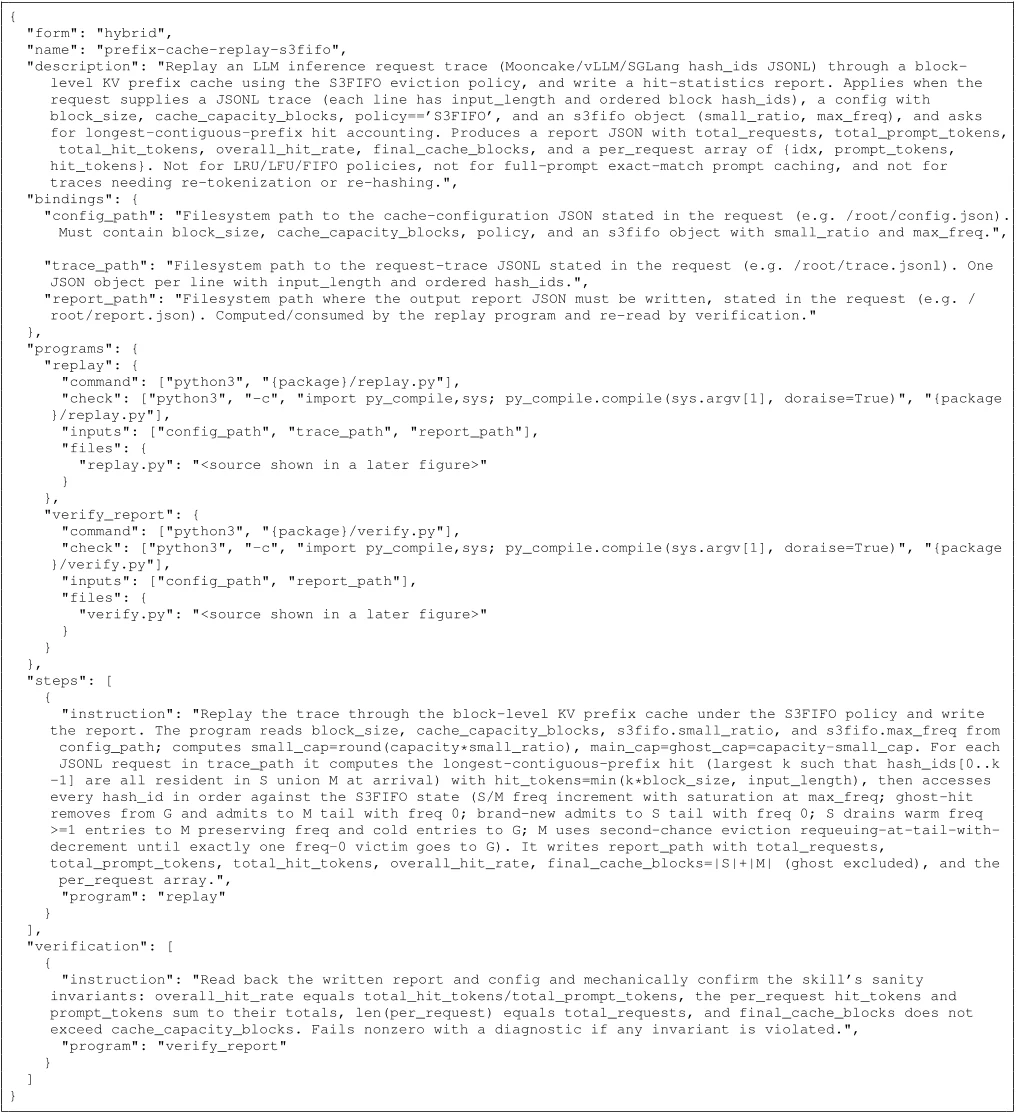 {
"form": "hybrid",
"name": "prefix-cache-replay-s3fifo",
"description": "Replay an LLM inference request trace (Mooncake/vLLM/SGLang hash_ids JSONL) through a block-
level KV prefix cache using the S3FIFO eviction policy, and write a hit-statistics report. Applies when the
request supplies a JSONL trace (each line has input_length and ordered block hash_ids), a config with
block_size, cache_capacity_blocks, policy=='S3FIFO', and an s3fifo object (small_ratio, max_freq), and asks
for longest-contiguous-prefix hit accounting. Produces a report JSON with total_requests, total_prompt_tokens,
total_hit_tokens, overall_hit_rate, final_cache_blocks, and a per_request array of {idx, prompt_tokens,
hit_tokens}. Not for LRU/LFU/FIFO policies, not for full-prompt exact-match prompt caching, and not for
traces needing re-tokenization or re-hashing.",
"bindings": {
"config_path": "Filesystem path to the cache-configuration JSON stated in the request (e.g. /root/config.json).
Must contain block_size, cache_capacity_blocks, policy, and an s3fifo object with small_ratio and max_freq.",
"trace_path": "Filesystem path to the request-trace JSONL stated in the request (e.g. /root/trace.jsonl). One
JSON object per line with input_length and ordered hash_ids.",
"report_path": "Filesystem path where the output report JSON must be written, stated in the request (e.g. /
root/report.json). Computed/consumed by the replay program and re-read by verification."
},
"programs": {
"replay": {
"command": ["python3", "{package}/replay.py"],
"check": ["python3", "-c", "import py_compile,sys; py_compile.compile(sys.argv[1], doraise=True)", "{package
}/replay.py"],
"inputs": ["config_path", "trace_path", "report_path"],
"files": {
"replay.py": "<source shown in a later figure>"
}
},
"verify_report": {
"command": ["python3", "{package}/verify.py"],
"check": ["python3", "-c", "import py_compile,sys; py_compile.compile(sys.argv[1], doraise=True)", "{package
}/verify.py"],
"inputs": ["config_path", "report_path"],
"files": {
"verify.py": "<source shown in a later figure>"
}
}
},
"steps": [
{
"instruction": "Replay the trace through the block-level KV prefix cache under the S3FIFO policy and write
the report. The program reads block_size, cache_capacity_blocks, s3fifo.small_ratio, and s3fifo.max_freq from
config_path; computes small_cap=round(capacity*small_ratio), main_cap=ghost_cap=capacity-small_cap. For each
JSONL request in trace_path it computes the longest-contiguous-prefix hit (largest k such that hash_ids[0..k
-1] are all resident in S union M at arrival) with hit_tokens=min(k*block_size, input_length), then accesses
every hash_id in order against the S3FIFO state (S/M freq increment with saturation at max_freq; ghost-hit
removes from G and admits to M tail with freq 0; brand-new admits to S tail with freq 0; S drains warm freq
>=1 entries to M preserving freq and cold entries to G; M uses second-chance eviction requeuing-at-tail-with-
decrement until exactly one freq-0 victim goes to G). It writes report_path with total_requests,
total_prompt_tokens, total_hit_tokens, overall_hit_rate, final_cache_blocks=|S|+|M| (ghost excluded), and the
per_request array.",
"program": "replay"
}
],
"verification": [
{
"instruction": "Read back the written report and config and mechanically confirm the skill's sanity
invariants: overall_hit_rate equals total_hit_tokens/total_prompt_tokens, the per_request hit_tokens and
prompt_tokens sum to their totals, len(per_request) equals total_requests, and final_cache_blocks does not
exceed cache_capacity_blocks. Fails nonzero with a diagnostic if any invariant is violated.",
"program": "verify_report"
}
]
}